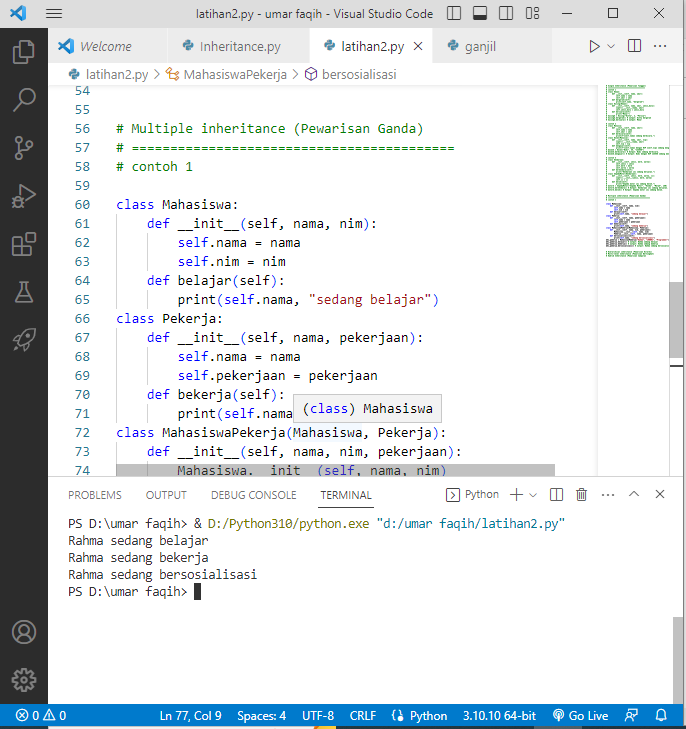 latihan2.py - umar faqih - Visual Studio Code
Welcome Inheritance.py latihan2.py ganjil
latihan2.py > MahasiswaPekerja > bersosialisasi
54
55
56 # Multiple inheritance (Pewarisan Ganda)
57 # ==========================================
58 # contoh 1
59
60 class Mahasiswa:
61 def __init__(self, nama, nim):
62 self.nama = nama
63 self.nim = nim
64 def belajar(self):
65 print(self.nama, "sedang belajar")
66 class Pekerja:
67 def __init__(self, nama, pekerjaan):
68 self.nama = nama
69 self.pekerjaan = pekerjaan
70 def bekerja(self):
(class) Mahasiswa
71 print(self.nama
72 class MahasiswaPekerja(Mahasiswa, Pekerja):
73 def __init__(self, nama, nim, pekerjaan):
74 Mahasiswa.__init__(self, nama, nim)
PROBLEMS OUTPUT DEBUG CONSOLE TERMINAL Python
PS D:\umar faqih> & D:/Python310/python.exe "d:/umar faqih/latihan2.py"
Rahma sedang belajar
Rahma sedang bekerja
Rahma sedang bersosialisasi
PS D:\umar faqih>
0 0 Ln 77, Col 9 Spaces: 4 UTF-8 CRLF Python 3.10.10 64-bit Go Live